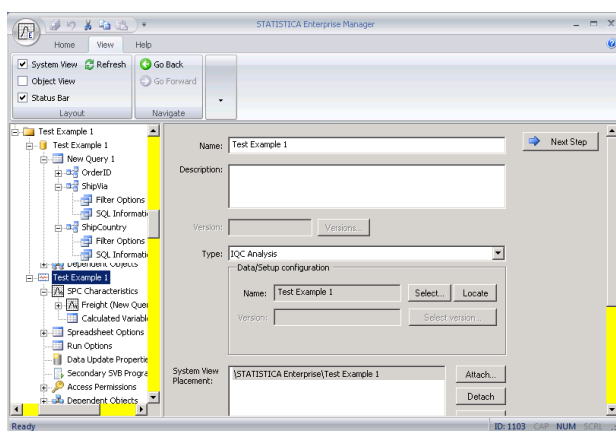 STATISTICA Enterprise Manager
Home View Help
System View Refresh
Object View
Status Bar
Layout
Go Back
Go Forward
Navigate
Test Example 1
Test Example 1
New Query 1
OrderID
ShipVia
Filter Options
SQL Informati
ShipCountry
Filter Options
SQL Informati
Dependent Objects
Test Example 1
SPC Characteristics
Freight (New Quer
Calculated Variable
Spreadsheet Options
Run Options
Data Update Propertie
Secondary SVB Progra
Access Permissions
Dependent Objects
Name: Test Example 1
Next Step
Description:
Version: Versions...
Type: IQC Analysis
Data/Setup configuration
Name: Test Example 1 Select... Locate
Version: Select version...
System View
Placement:
\STATISTICA Enterprise\Test Example 1
Attach...
Detach
Ready ID: 1103 CAP NUM SCRL